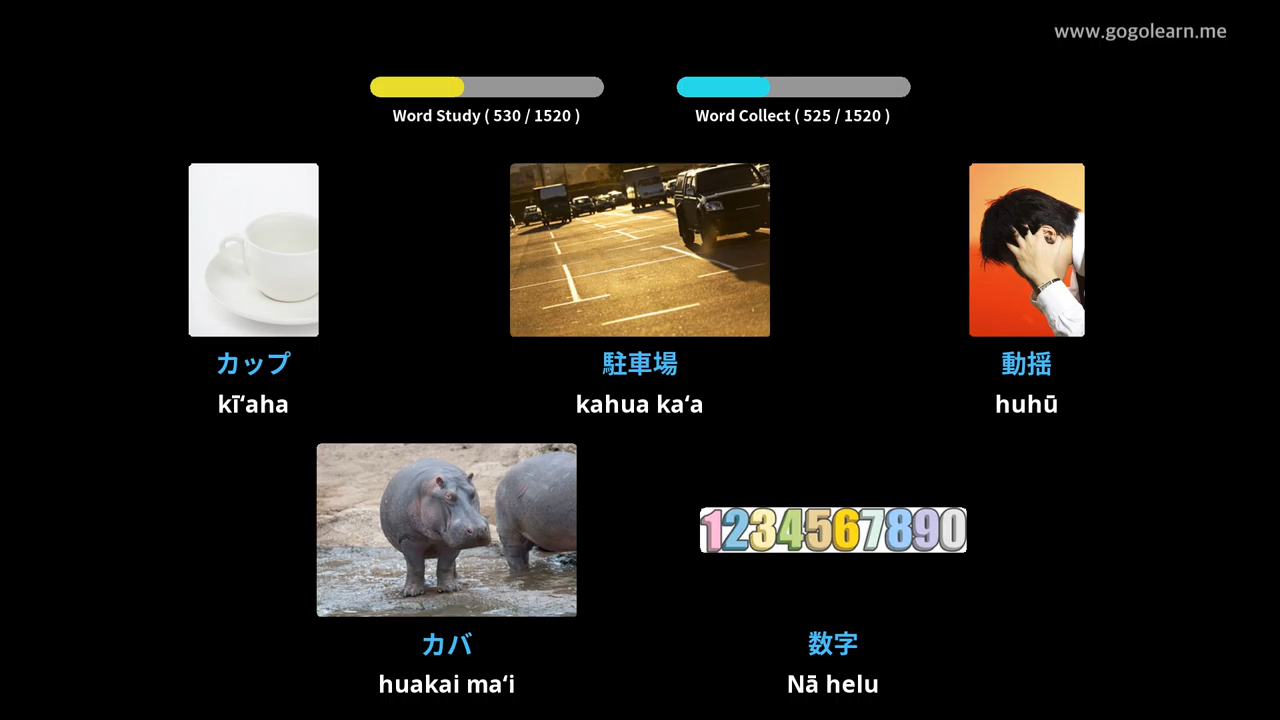 www.gogolearn.me
Word Study ( 530 / 1520 )
Word Collect ( 525 / 1520 )
カップ
kīʻaha
駐車場
kahua kaʻa
動揺
huhū
1234567890
カバ
huakai maʻi
数字
Nā helu